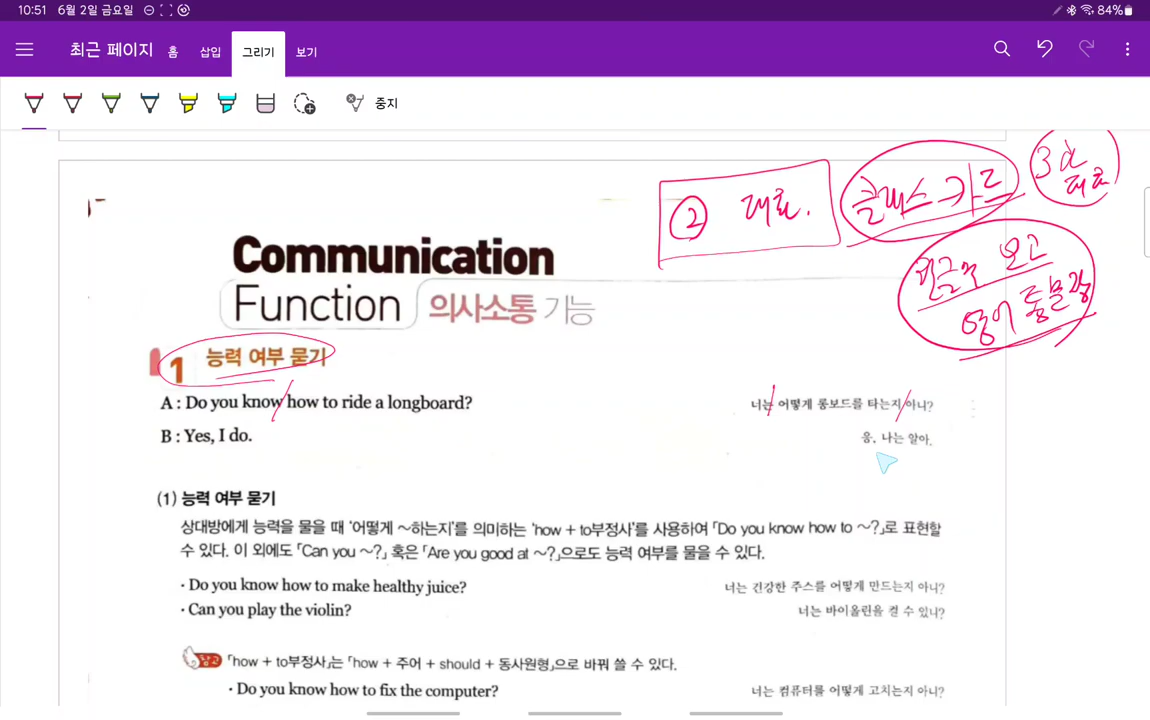 10:51 6월 2일 금요일 84%
최근 페이지 홈 삽입 그리기 보기
중지
② 대표. 클래스 카드 3과 대표
한글 보고
영어 통문장
Communication
Function 의사소통 기능
1 능력 여부 묻기
A : Do you know how to ride a longboard? 너는 어떻게 롱보드를 타는지 아니?
B : Yes, I do. 응, 나는 알아.
(1) 능력 여부 묻기
상대방에게 능력을 물을 때 '어떻게 ~하는지'를 의미하는 'how + to부정사'를 사용하여 「Do you know how to ~?」로 표현할
수 있다. 이 외에도 「Can you ~?」 혹은 「Are you good at ~?」으로도 능력 여부를 물을 수 있다.
· Do you know how to make healthy juice? 너는 건강한 주스를 어떻게 만드는지 아니?
· Can you play the violin? 너는 바이올린을 켤 수 있니?
참고 「how + to부정사」는 「how + 주어 + should + 동사원형」으로 바꿔 쓸 수 있다.
· Do you know how to fix the computer? 너는 컴퓨터를 어떻게 고치는지 아니?